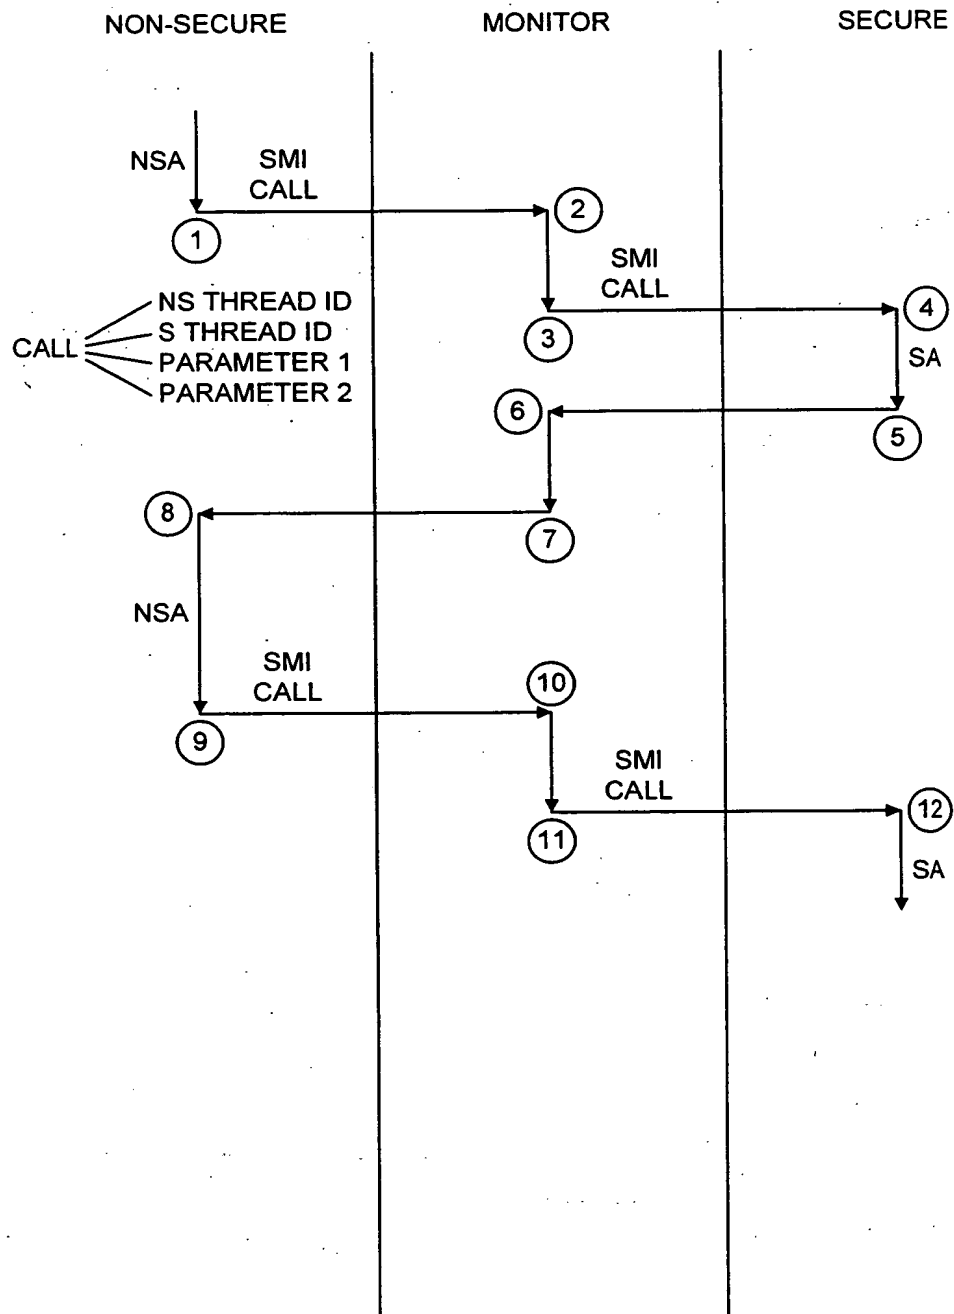 NON-SECURE MONITOR SECURE
NSA
SMI
CALL
2
1
SMI
CALL
4
3
NS THREAD ID
S THREAD ID
CALL
PARAMETER 1
PARAMETER 2
SA
6
5
8
7
NSA
SMI
CALL
10
9
SMI
CALL
12
11
SA